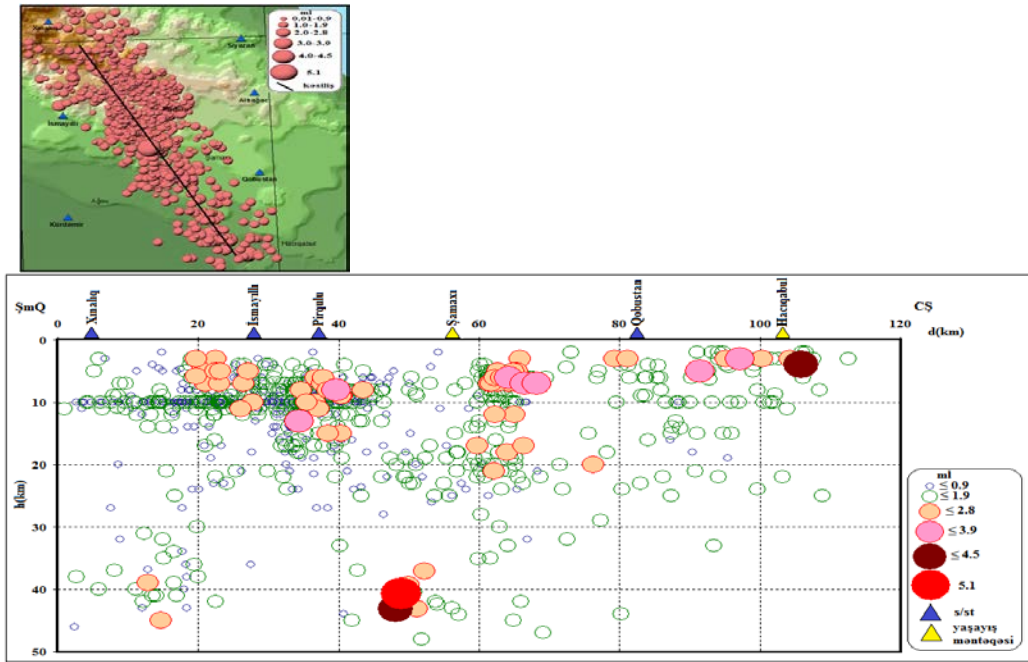 ml
0.01-0.9
1.0-1.9
2.0-2.8
3.0-3.9
4.0-4.5
5.1
kəsiliş
Siyəzən
Altıağac
İsmayıllı
Qobustan
Ağsu
Kürdəmir
Hacıqabul
ŞmQ
Xınalıq
İsmayıllı
Pirqulu
Şamaxı
Qobustan
Hacıqabul
CŞ
0
20
40
60
80
100
120
d(km)
0
10
20
30
40
50
h(km)
ml
≤ 0.9
≤ 1.9
≤ 2.8
≤ 3.9
≤ 4.5
5.1
s/st
yaşayış
məntəqəsi